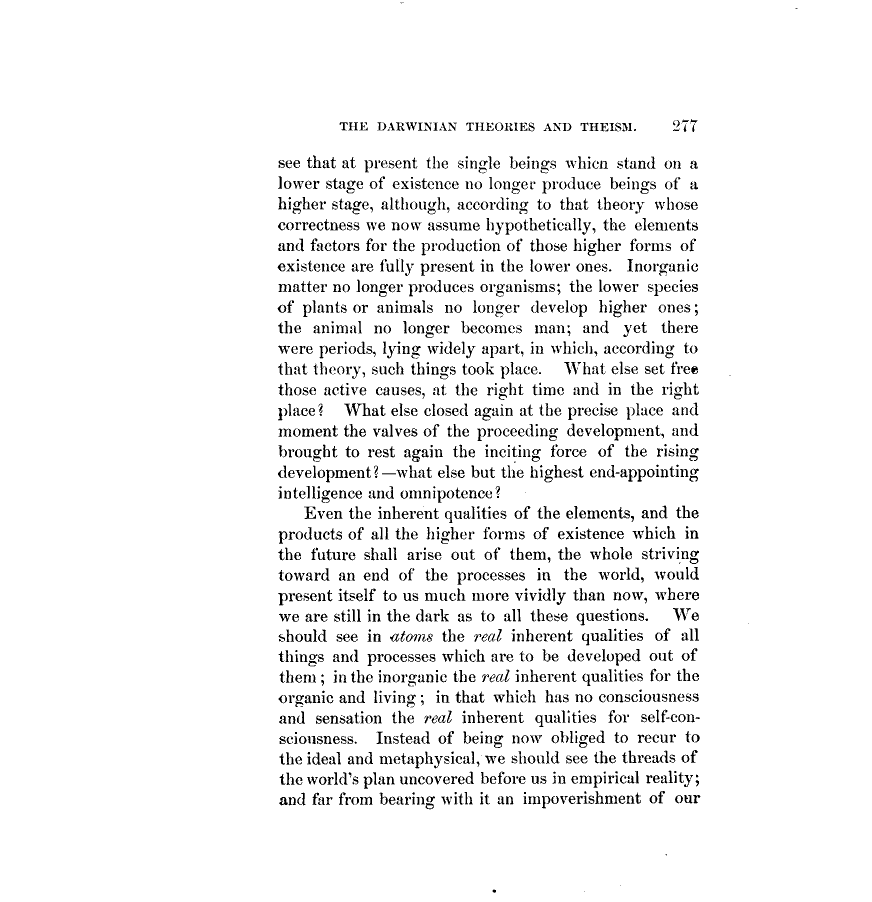 THE DARWINIAN THEORIES AND THEISM. 277
see that at present the single beings which stand on a
lower stage of existence no longer produce beings of a
higher stage, although, according to that theory whose
correctness we now assume hypothetically, the elements
and factors for the production of those higher forms of
existence are fully present in the lower ones. Inorganic
matter no longer produces organisms; the lower species
of plants or animals no longer develop higher ones;
the animal no longer becomes man; and yet there
were periods, lying widely apart, in which, according to
that theory, such things took place. What else set free
those active causes, at the right time and in the right
place? What else closed again at the precise place and
moment the valves of the proceeding development, and
brought to rest again the inciting force of the rising
development?—what else but the highest end-appointing
intelligence and omnipotence?
Even the inherent qualities of the elements, and the
products of all the higher forms of existence which in
the future shall arise out of them, the whole striving
toward an end of the processes in the world, would
present itself to us much more vividly than now, where
we are still in the dark as to all these questions. We
should see in atoms the real inherent qualities of all
things and processes which are to be developed out of
them; in the inorganic the real inherent qualities for the
organic and living; in that which has no consciousness
and sensation the real inherent qualities for self-con-
sciousness. Instead of being now obliged to recur to
the ideal and metaphysical, we should see the threads of
the world's plan uncovered before us in empirical reality;
and far from bearing with it an impoverishment of our